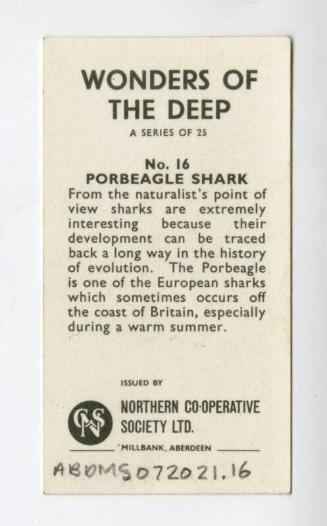 WONDERS OF
THE DEEP
A SERIES OF 25
No. 16
PORBEAGLE SHARK
From the naturalist's point of
view sharks are extremely
interesting because their
development can be traced
back a long way in the history
of evolution. The Porbeagle
is one of the European sharks
which sometimes occurs off
the coast of Britain, especially
during a warm summer.
ISSUED BY
NORTHERN CO-OPERATIVE
SOCIETY LTD.
MILLBANK, ABERDEEN
ABDMS072021.16